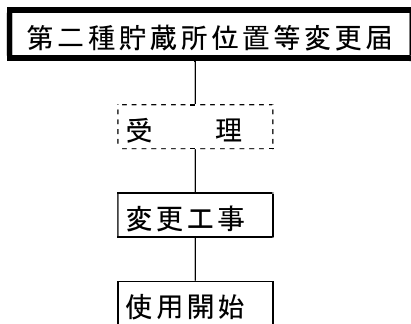 第二種貯蔵所位置等変更届
受　　理
変更工事
使用開始